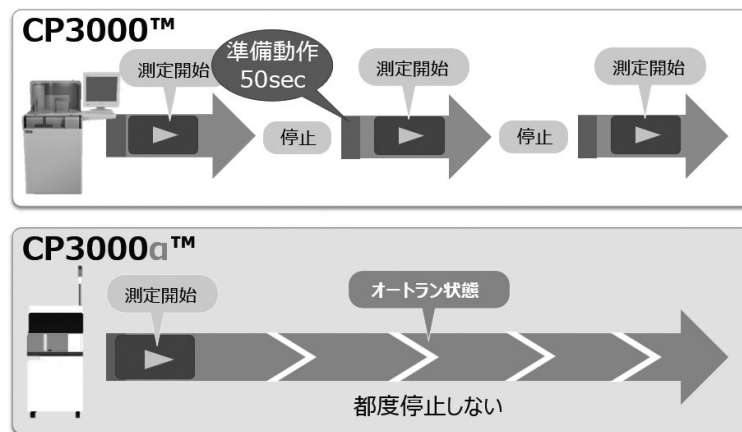 CP3000™
測定開始
準備動作
50sec
測定開始
測定開始
停止
停止
CP3000α™
測定開始
オートラン状態
都度停止しない